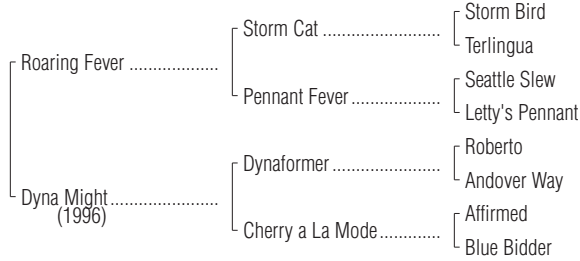 Storm Bird
Storm Cat ........................
Terlingua
Roaring Fever ..................
Seattle Slew
Pennant Fever ..................
Letty's Pennant
Roberto
Dynaformer ......................
Andover Way
Dyna Might ......................
(1996)
Affirmed
Cherry a La Mode .............
Blue Bidder